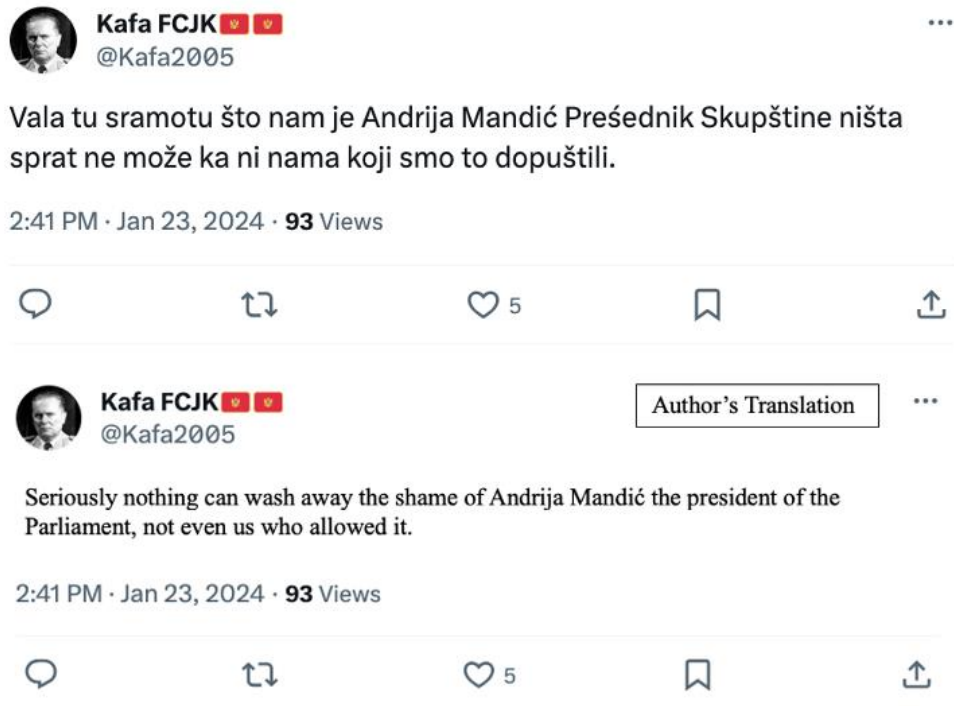 Kafa FCJK🇲🇪🇲🇪
@Kafa2005
Vala tu sramotu što nam je Andrija Mandić Preśednik Skupštine ništa
sprat ne može ka ni nama koji smo to dopuštili.
2:41 PM · Jan 23, 2024 · 93 Views
5
Kafa FCJK🇲🇪🇲🇪
@Kafa2005
Author’s Translation
Seriously nothing can wash away the shame of Andrija Mandić the president of the
Parliament, not even us who allowed it.
2:41 PM · Jan 23, 2024 · 93 Views
5